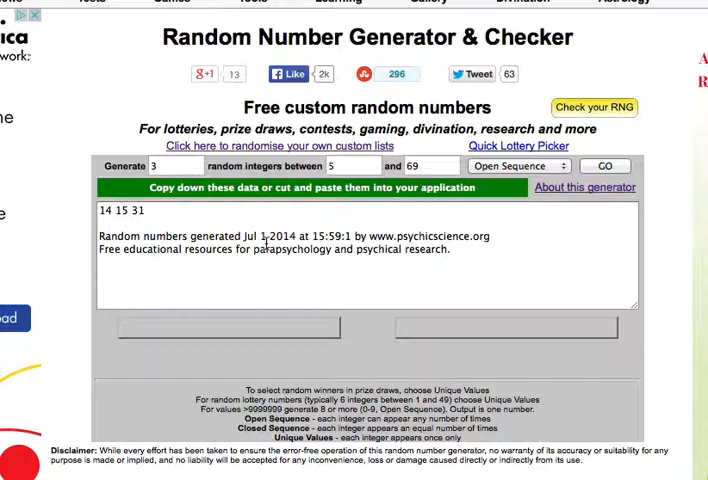 Tests Games Tools Learning Gallery Divination Astrology
Random Number Generator & Checker
g+1 13 Like 2k 296 Tweet 63
Free custom random numbers Check your RNG
For lotteries, prize draws, contests, gaming, divination, research and more
Click here to randomise your own custom lists Quick Lottery Picker
Generate 3 random integers between 5 and 69 Open Sequence GO
Copy down these data or cut and paste them into your application About this generator
14 15 31
Random numbers generated Jul 1 2014 at 15:59:1 by www.psychicscience.org
Free educational resources for parapsychology and psychical research.
To select random winners in prize draws, choose Unique Values
For random lottery numbers (typically 6 integers between 1 and 49) choose Unique Values
For values >9999999 generate 8 or more (0-9, Open Sequence). Output is one number.
Open Sequence - each integer can appear any number of times
Closed Sequence - each integer appears an equal number of times
Unique Values - each integer appears once only
Disclaimer: While every effort has been taken to ensure the error-free operation of this random number generator, no warranty of its accuracy or suitability for any
purpose is made or implied, and no liability will be accepted for any inconvenience, loss or damage caused directly or indirectly from its use.